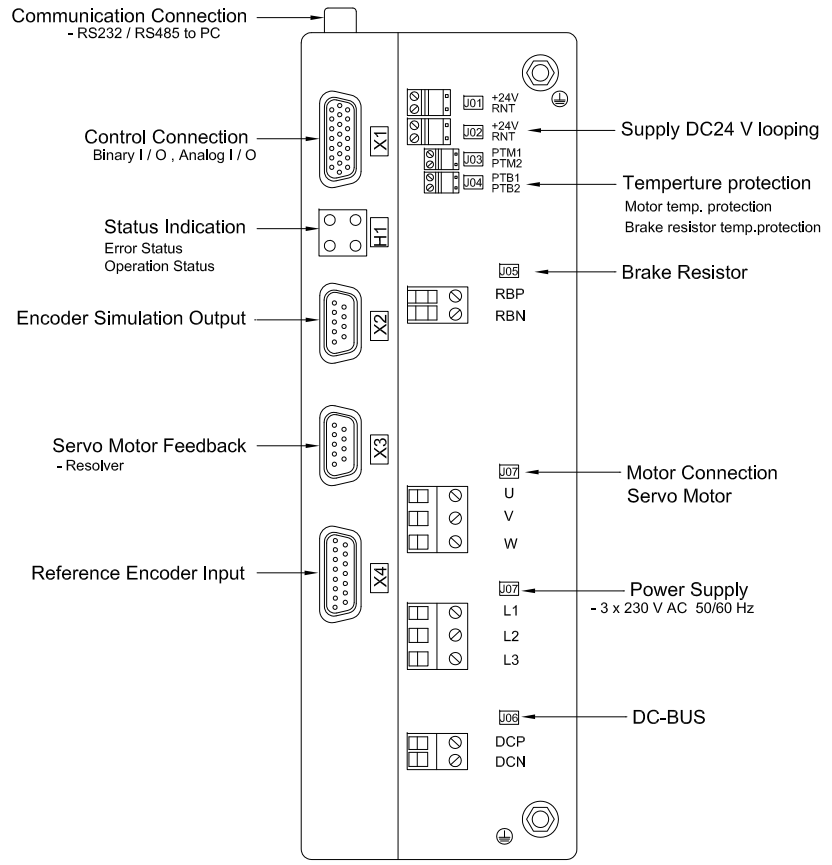 Communication Connection
- RS232 / RS485 to PC
Control Connection
Binary I / O , Analog I / O
X1
Status Indication
Error Status
Operation Status
H1
Encoder Simulation Output
X2
Servo Motor Feedback
- Resolver
X3
Reference Encoder Input
X4
J01 +24V
RNT
J02 +24V
RNT
Supply DC24 V looping
J03 PTM1
PTM2
J04 PTB1
PTB2
Temperture protection
Motor temp. protection
Brake resistor temp.protection
J05
Brake Resistor
RBP
RBN
J07
Motor Connection
Servo Motor
U
V
W
J07
Power Supply
- 3 x 230 V AC 50/60 Hz
L1
L2
L3
J06
DC-BUS
DCP
DCN